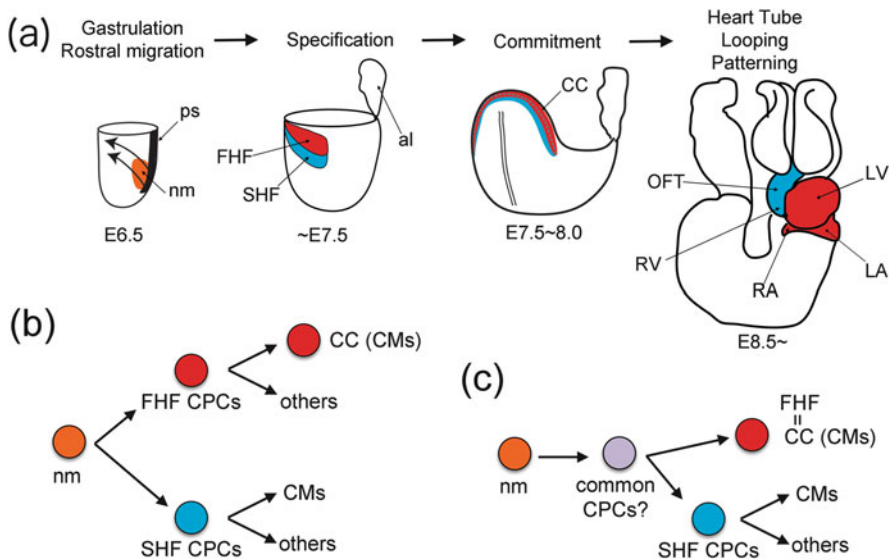 (a)
Gastrulation
Rostral migration
Specification
Commitment
Heart Tube
Looping
Patterning
ps
nm
E6.5
al
FHF
SHF
~E7.5
CC
E7.5~8.0
OFT
LV
RV
RA
LA
E8.5~
(b)
nm
FHF CPCs
CC (CMs)
others
SHF CPCs
CMs
others
(c)
nm
common
CPCs?
FHF
=
CC (CMs)
SHF CPCs
CMs
others